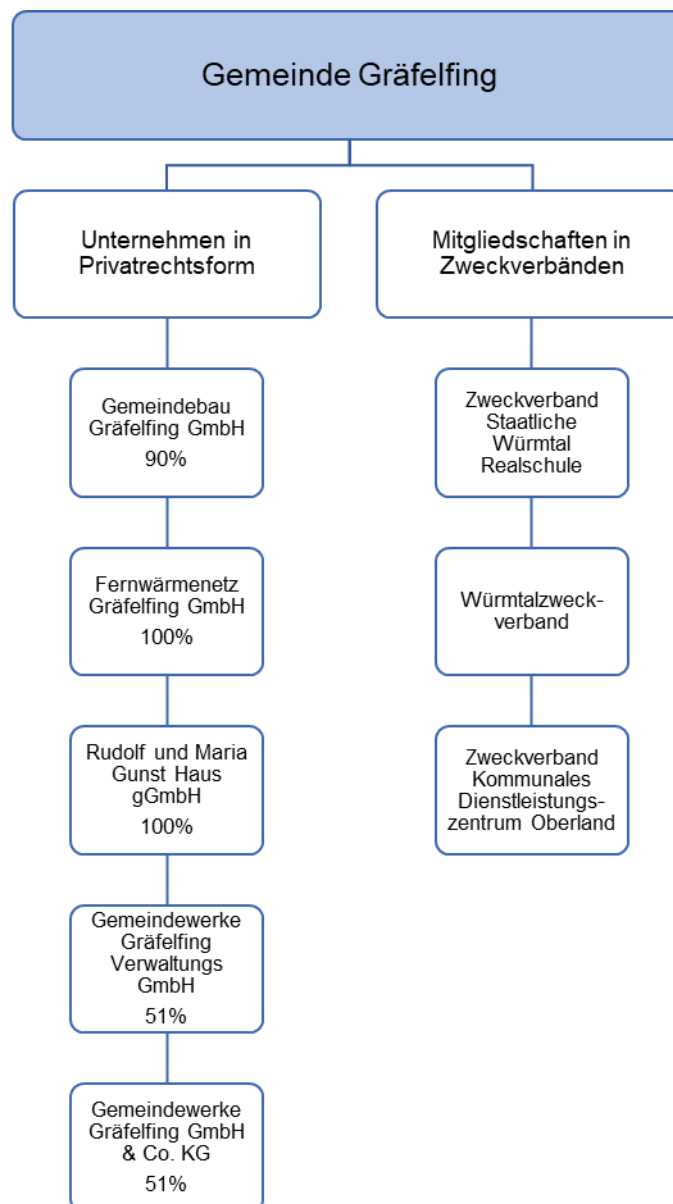 Gemeinde Gräfelfing
Unternehmen in
Privatrechtsform
Gemeindebau
Gräfelfing GmbH
90%
Fernwärmenetz
Gräfelfing GmbH
100%
Rudolf und Maria
Gunst Haus
gGmbH
100%
Gemeindewerke
Gräfelfing
Verwaltungs
GmbH
51%
Gemeindewerke
Gräfelfing GmbH
& Co. KG
51%
Mitgliedschaften in
Zweckverbänden
Zweckverband
Staatliche
Würmtal
Realschule
Würmtalzweck-
verband
Zweckverband
Kommunales
Dienstleistungs-
zentrum Oberland